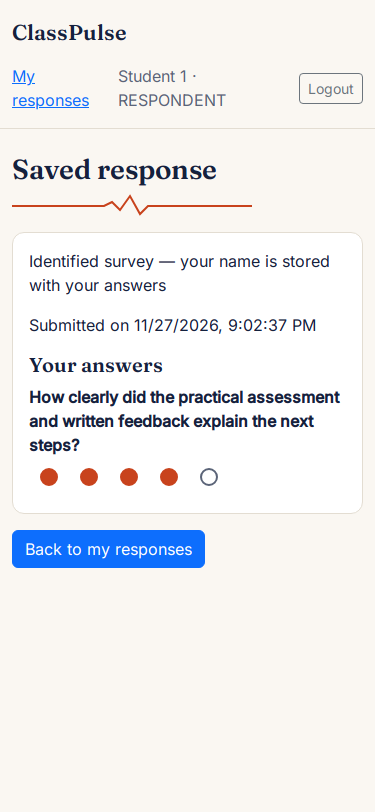 ClassPulse
My
responses
Student 1 ·
RESPONDENT
Logout
Saved response
Identified survey — your name is stored
with your answers
Submitted on 11/27/2026, 9:02:37 PM
Your answers
How clearly did the practical assessment
and written feedback explain the next
steps?
Back to my responses